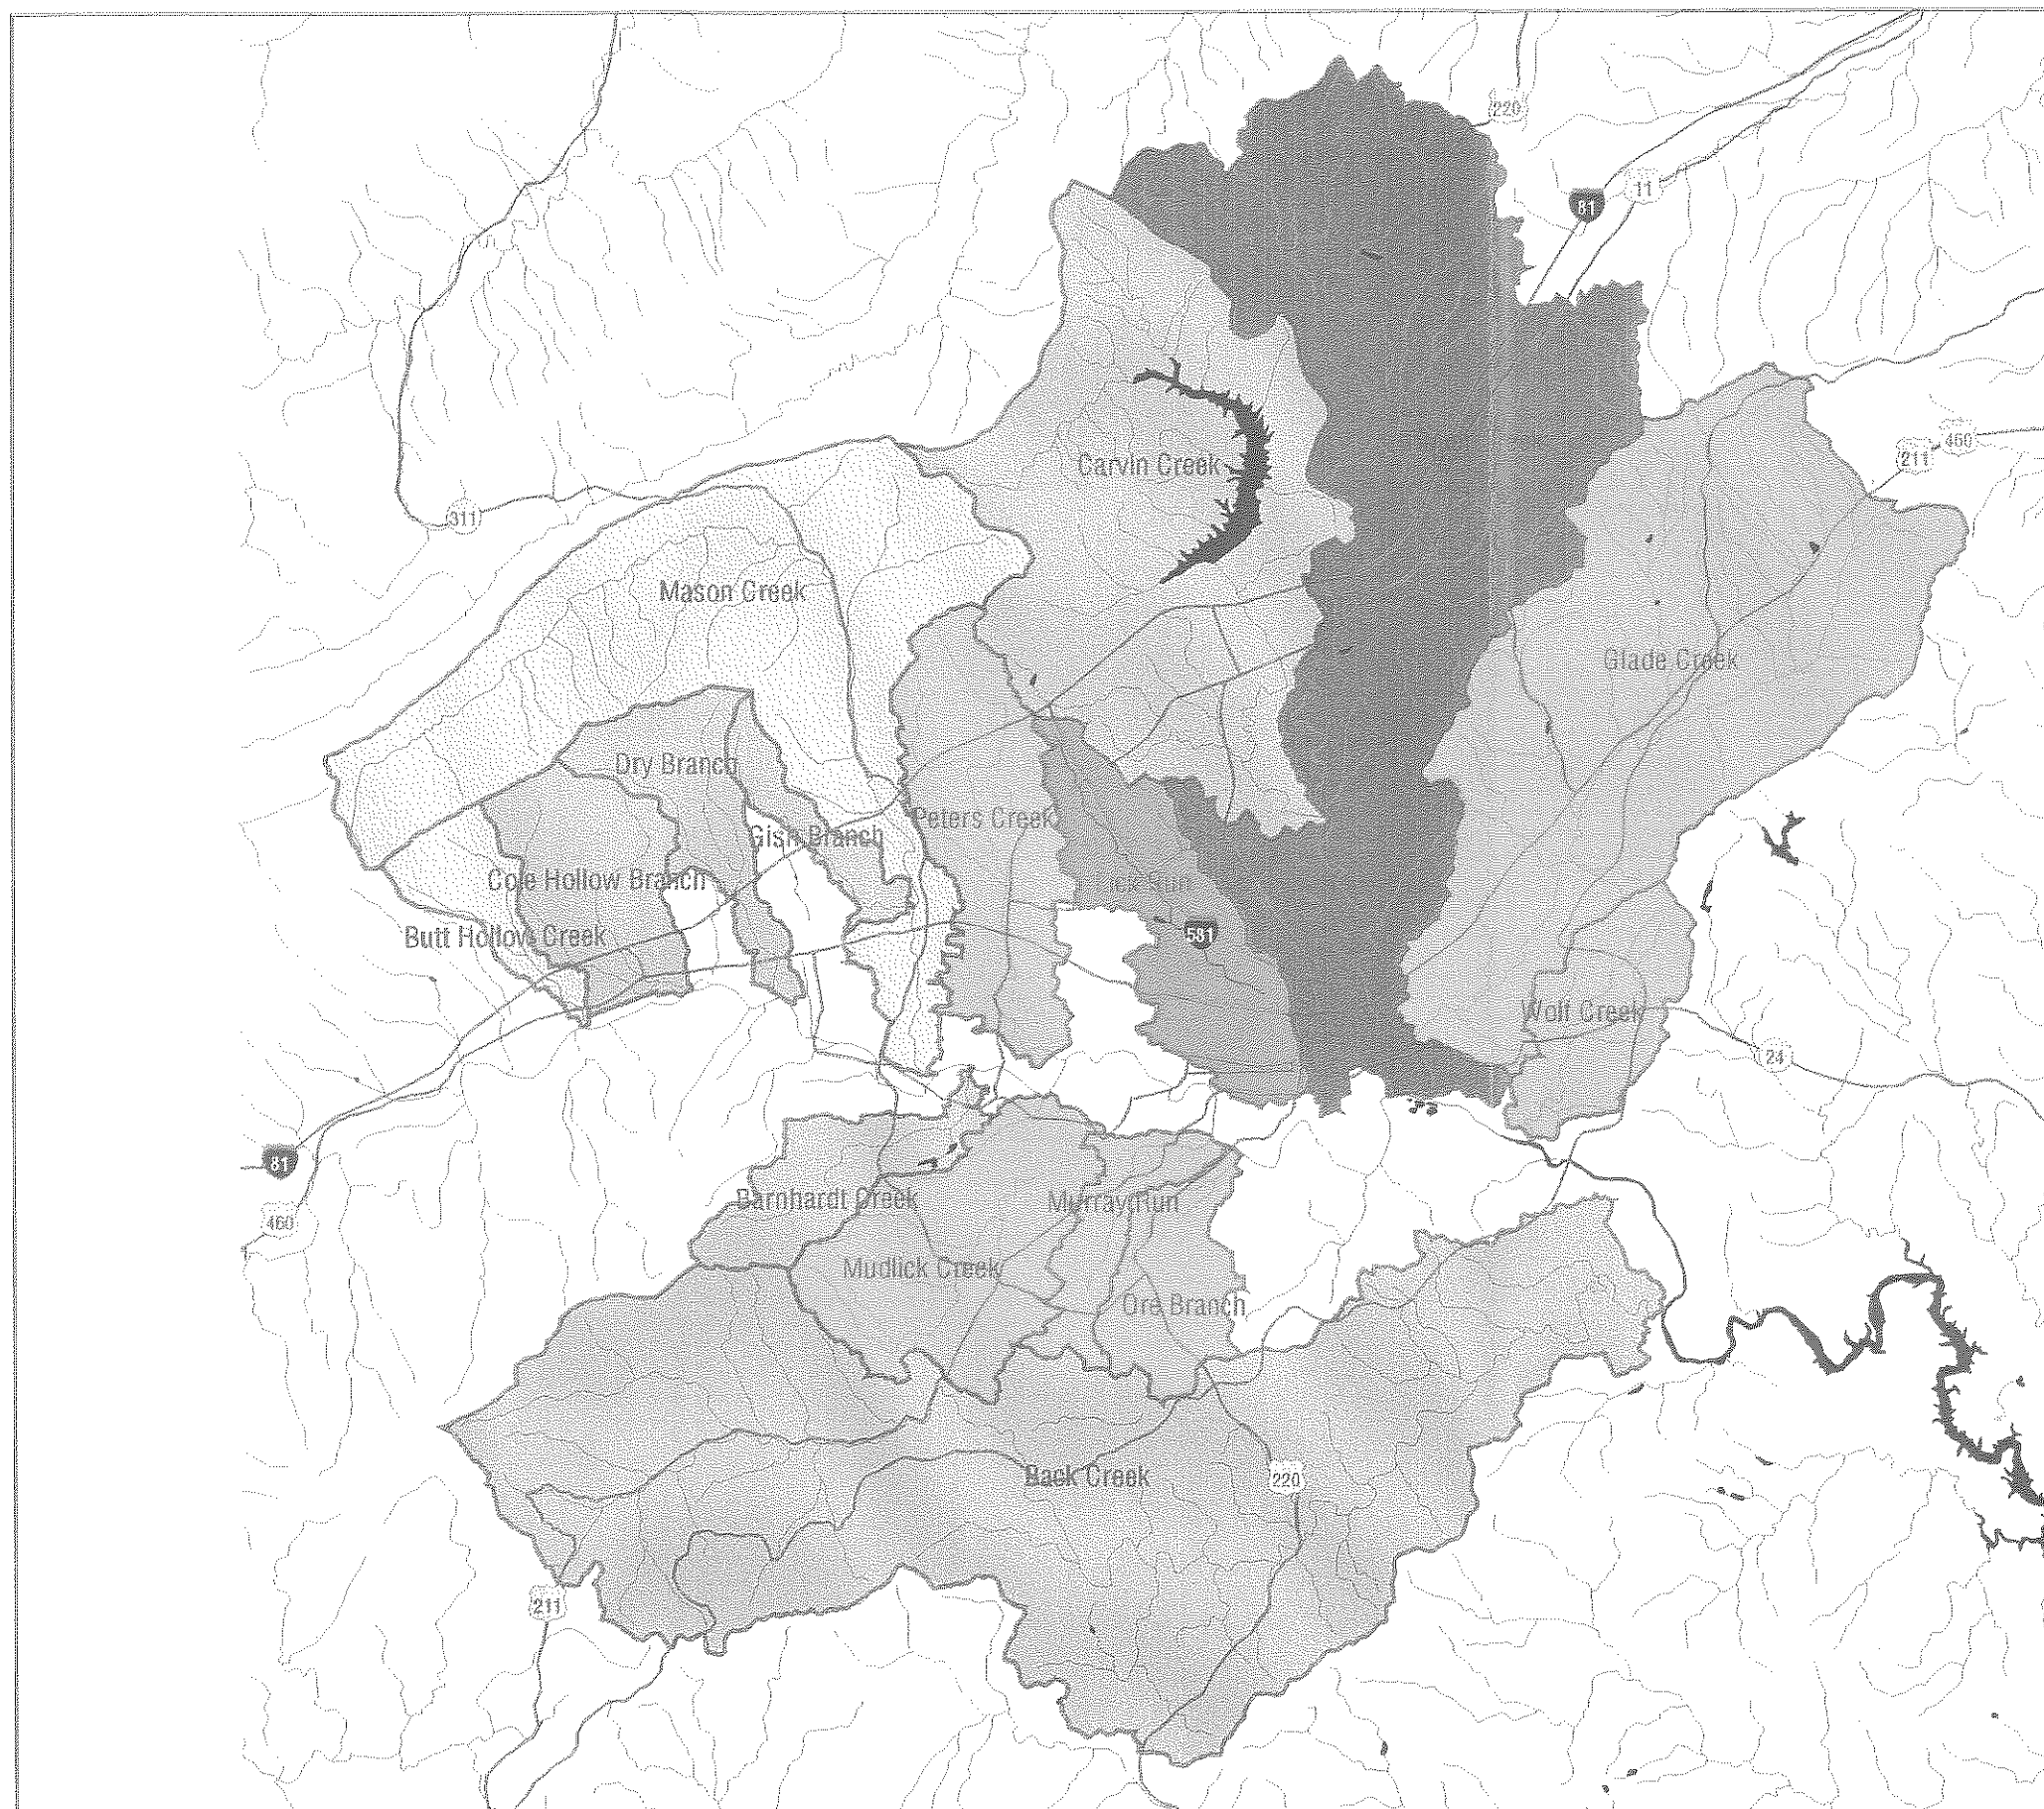 220
11
81
460
211
Carvin Creek
311
Mason Creek
Glade Creek
Dry Branch
Peters Creek
Gish Branch
Cole Hollow Branch
Run
581
Butt Hollow Creek
Wolf Creek
24
81
Barnhardt Creek
Murray Run
460
Mudlick Creek
Ore Branch
Back Creek
220
211